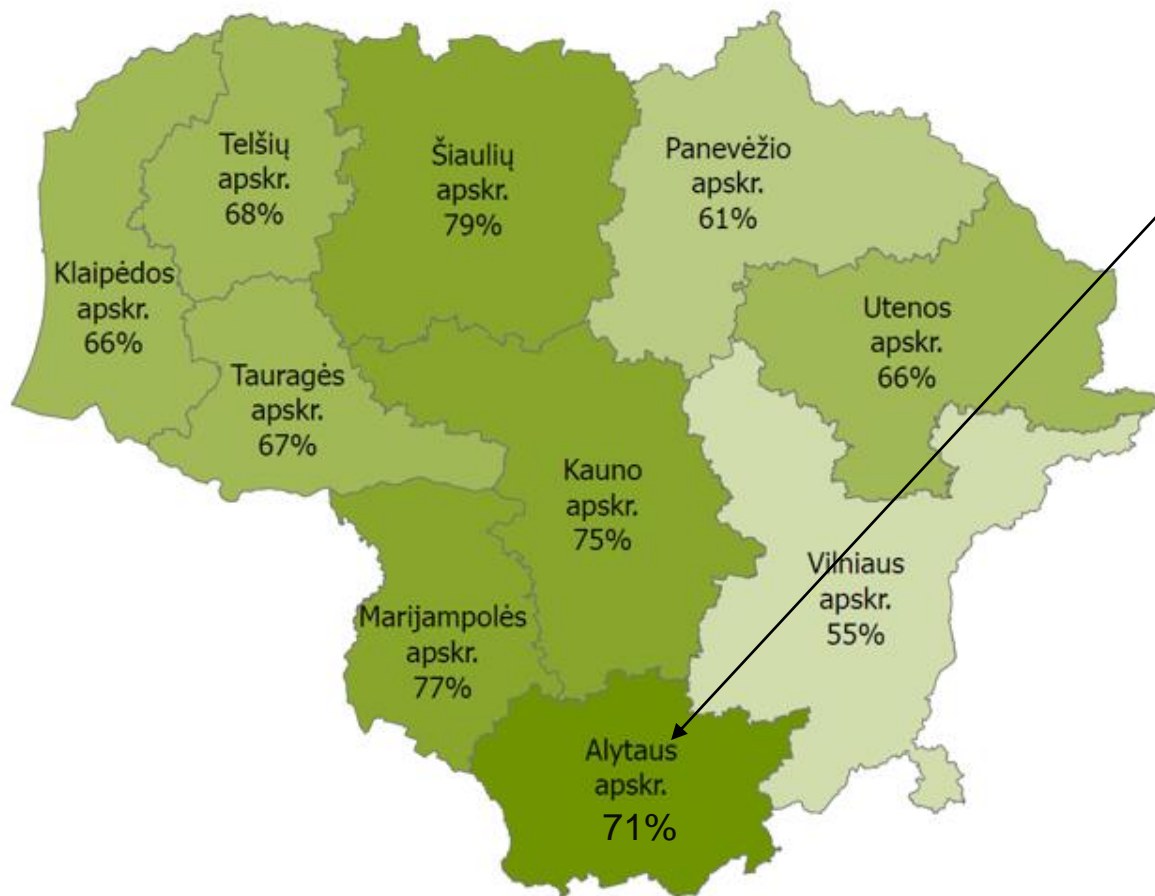 Telšių
apskr.
68%
Šiaulių
apskr.
79%
Panevėžio
apskr.
61%
Klaipėdos
apskr.
66%
Utenos
apskr.
66%
Tauragės
apskr.
67%
Kauno
apskr.
75%
Vilniaus
apskr.
55%
Marijampolės
apskr.
77%
Alytaus
apskr.
71%